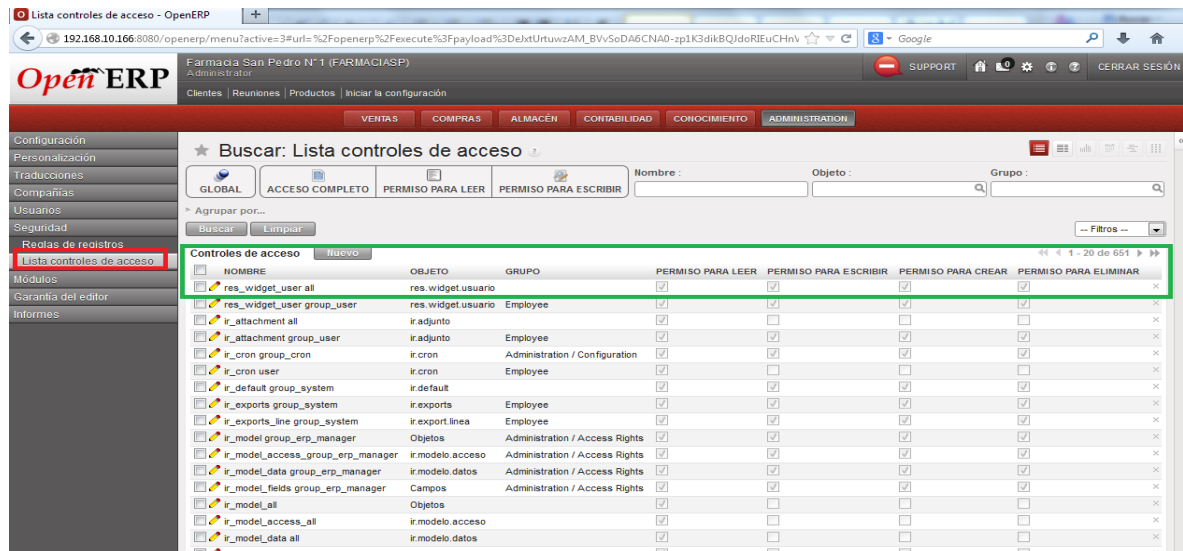 Lista controles de acceso - OpenERP
192.168.10.166:8080/openerp/menu?active=3#url=%2Fopenerp%2Fexecute%3Fpayload%3DeJxtUrtuwzAM_BVvSoDA6CNA0-zp1K3dikBQJdoRIEuCHnV
Google
Open ERP
Farmacia San Pedro N°1 (FARMACIASP)
Administrator
SUPPORT
CERRAR SESIÓN
Clientes | Reuniones | Productos | Iniciar la configuración
VENTAS COMPRAS ALMACÉN CONTABILIDAD CONOCIMIENTO ADMINISTRATION
Configuración
Personalización
Traducciones
Compañías
Usuarios
Seguridad
Reglas de registros
Lista controles de acceso
Módulos
Garantía del editor
Informes
Buscar: Lista controles de acceso ?
GLOBAL ACCESO COMPLETO PERMISO PARA LEER PERMISO PARA ESCRIBIR
Nombre : Objeto : Grupo :
Agrupar por...
Buscar Limpiar
-- Filtros --
Controles de acceso Nuevo 1 - 20 de 651
NOMBRE OBJETO GRUPO PERMISO PARA LEER PERMISO PARA ESCRIBIR PERMISO PARA CREAR PERMISO PARA ELIMINAR
res_widget_user all res.widget.usuario
res_widget_user group_user res.widget.usuario Employee
ir_attachment all ir.adjunto
ir_attachment group_user ir.adjunto Employee
ir_cron group_cron ir.cron Administration / Configuration
ir_cron user ir.cron Employee
ir_default group_system ir.default
ir_exports group_system ir.exports Employee
ir_exports_line group_system ir.export.linea Employee
ir_model group_erp_manager Objetos Administration / Access Rights
ir_model_access_group_erp_manager ir.modelo.acceso Administration / Access Rights
ir_model_data group_erp_manager ir.modelo.datos Administration / Access Rights
ir_model_fields group_erp_manager Campos Administration / Access Rights
ir_model_all Objetos
ir_model_access_all ir.modelo.acceso
ir_model_data all ir.modelo.datos